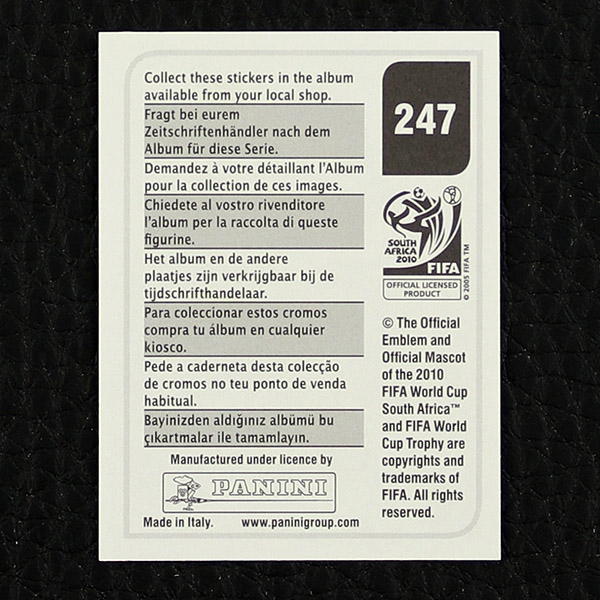 Collect these stickers in the album
available from your local shop.
Fragt bei eurem
Zeitschriftenhändler nach dem
Album für diese Serie.
Demandez à votre détaillant l'Album
pour la collection de ces images.
Chiedete al vostro rivenditore
l'album per la raccolta di queste
figurine.
Het album en de andere
plaatjes zijn verkrijgbaar bij de
tijdschrifthandelaar.
Para coleccionar estos cromos
compra tu álbum en cualquier
kiosco.
Pede a caderneta desta colecção
de cromos no teu ponto de venda
habitual.
Bayinizden aldığınız albümü bu
çıkartmalar ile tamamlayın.
Manufactured under licence by
PANINI
Made in Italy. www.paninigroup.com
247
SOUTH
AFRICA
2010
FIFA
© 2005 FIFA TM
OFFICIAL LICENSED
PRODUCT
© The Official
Emblem and
Official Mascot
of the 2010
FIFA World Cup
South Africa™
and FIFA World
Cup Trophy are
copyrights and
trademarks of
FIFA. All rights
reserved.